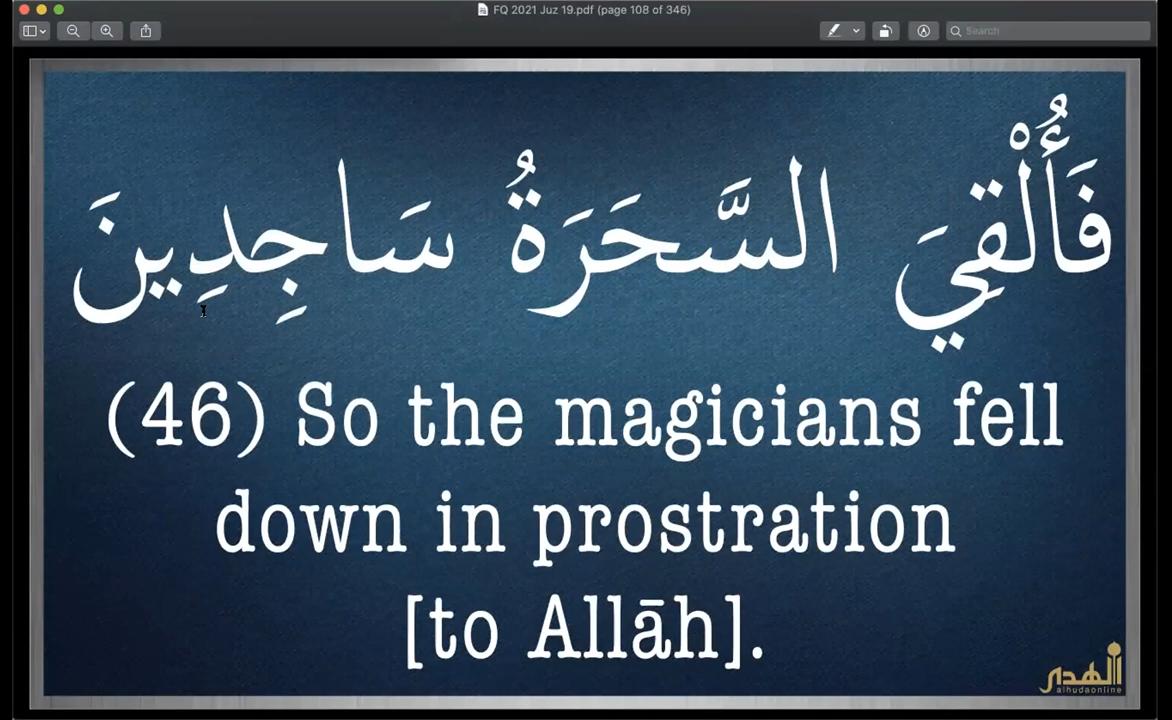 FQ 2021 Juz 19.pdf (page 108 of 346)
Search
فَأُلْقِيَ السَّحَرَةُ سَاجِدِينَ
(46) So the magicians fell
down in prostration
[to Allāh].
الهدى
alhudaonline